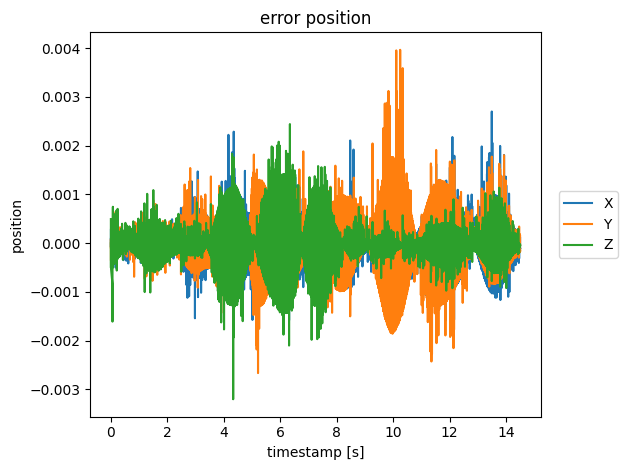 error position
0.004
0.003
0.002
0.001
0.000
−0.001
−0.002
−0.003
position
0 2 4 6 8 10 12 14
timestamp [s]
X
Y
Z